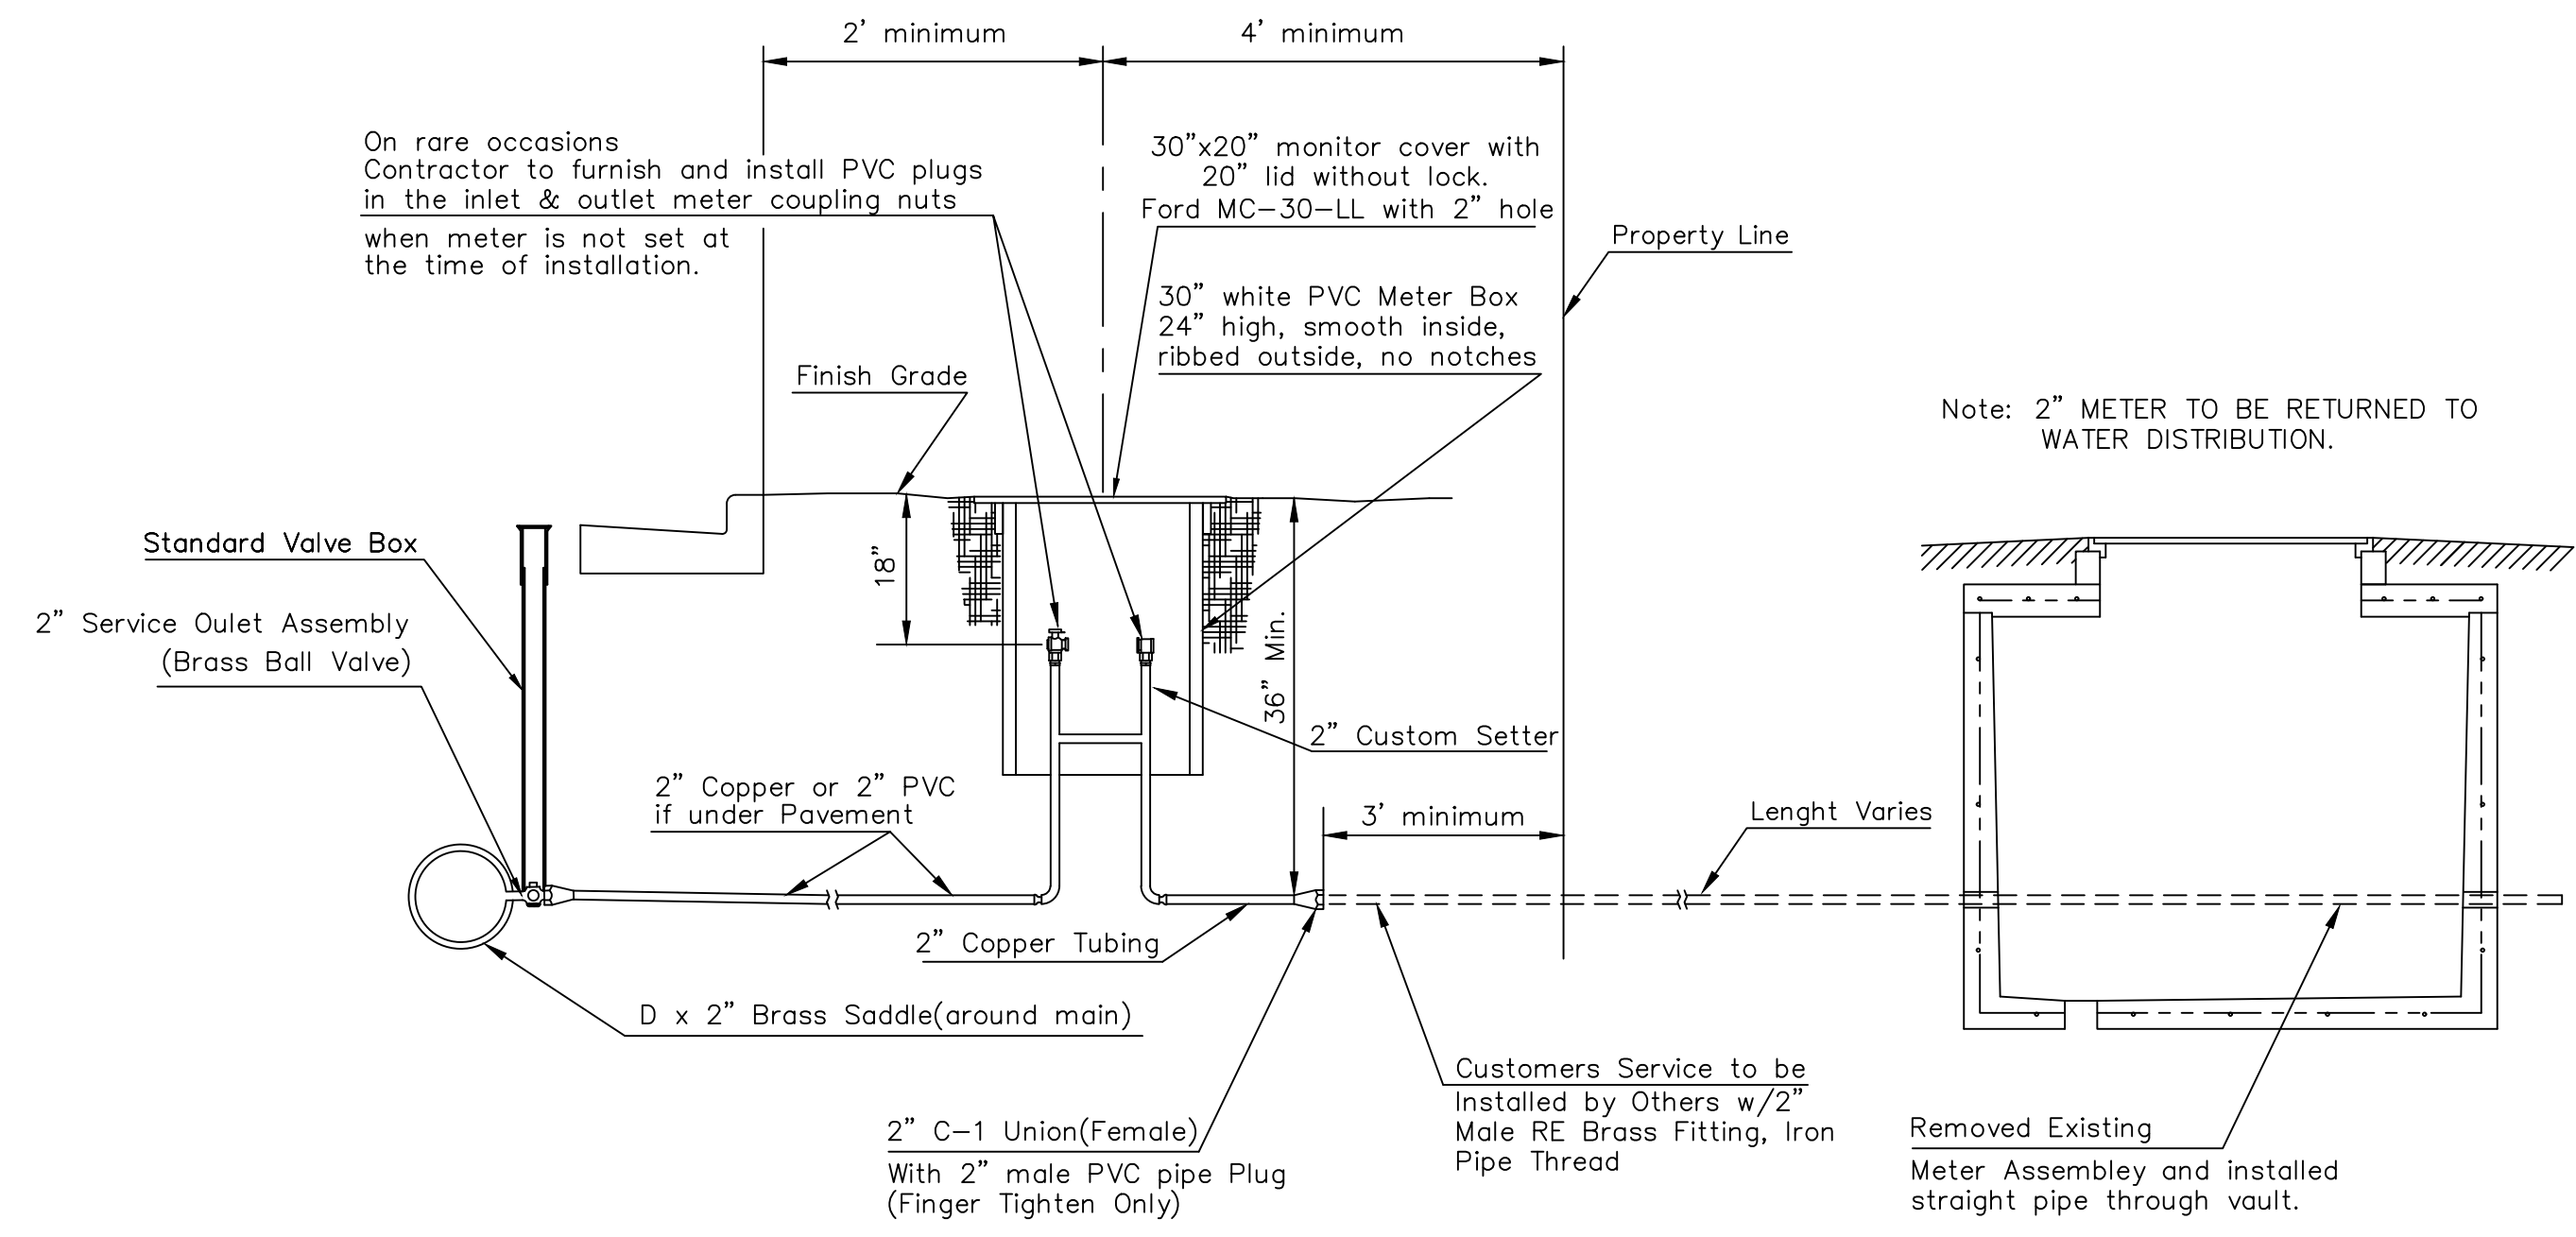 2’ minimum
4’ minimum
On rare occasions
Contractor to furnish and install PVC plugs
in the inlet & outlet meter coupling nuts
when meter is not set at
the time of installation.
30”x20” monitor cover with
20” lid without lock.
Ford MC-30-LL with 2” hole
Property Line
30” white PVC Meter Box
24” high, smooth inside,
ribbed outside, no notches
Finish Grade
Note: 2” METER TO BE RETURNED TO
WATER DISTRIBUTION.
Standard Valve Box
18”
2” Service Oulet Assembly
(Brass Ball Valve)
36” Min.
2” Custom Setter
2” Copper or 2” PVC
if under Pavement
3’ minimum
Lenght Varies
2” Copper Tubing
D x 2” Brass Saddle(around main)
2” C-1 Union(Female)
With 2” male PVC pipe Plug
(Finger Tighten Only)
Customers Service to be
Installed by Others w/2”
Male RE Brass Fitting, Iron
Pipe Thread
Removed Existing
Meter Assembley and installed
straight pipe through vault.